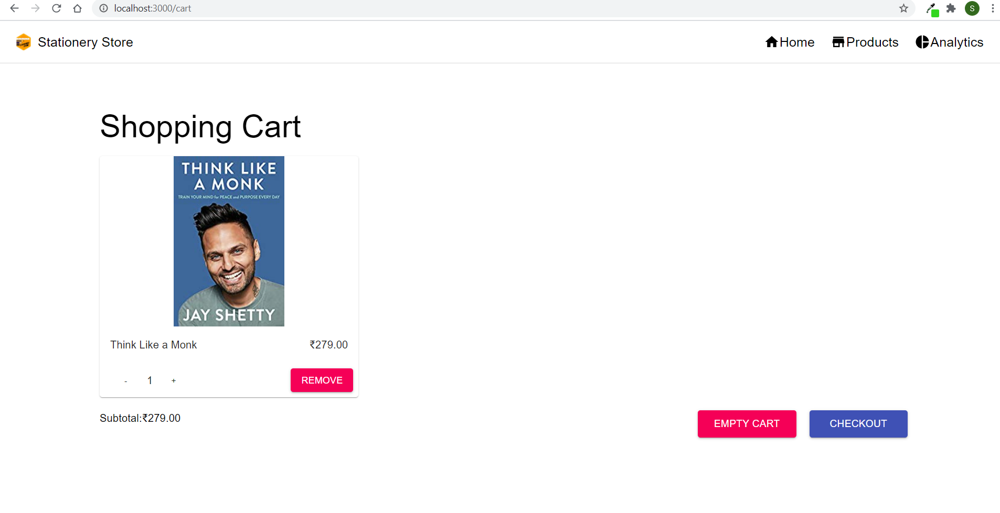 localhost:3000/cart
S
Stationery Store
Home
Products
Analytics
Shopping Cart
THINK LIKE
A MONK
TRAIN YOUR MIND for PEACE and PURPOSE EVERY DAY
JAY SHETTY
Think Like a Monk
₹279.00
- 1 +
REMOVE
Subtotal:₹279.00
EMPTY CART
CHECKOUT